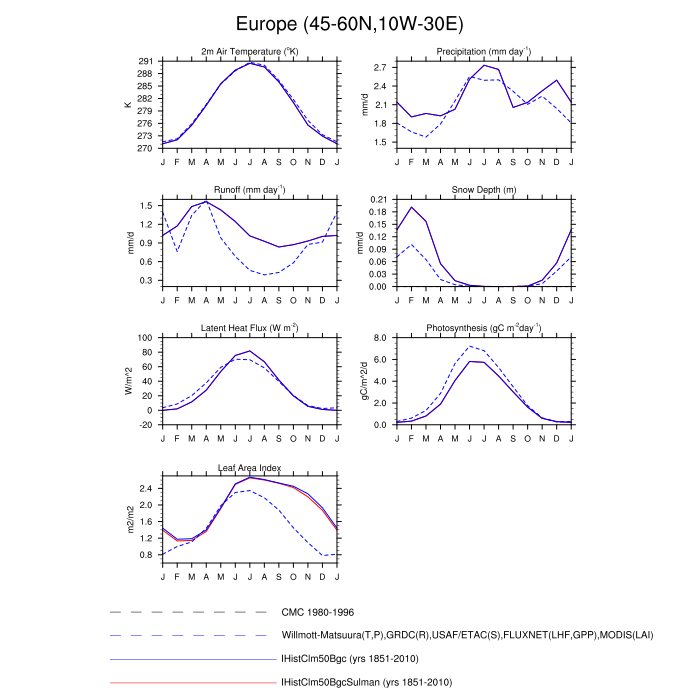 Europe (45-60N,10W-30E)
2m Air Temperature (°K)
K
291
288
285
282
279
276
273
270
J F M A M J J A S O N D J
Precipitation (mm day⁻¹)
mm/d
2.7
2.4
2.1
1.8
1.5
J F M A M J J A S O N D J
Runoff (mm day⁻¹)
mm/d
1.5
1.2
0.9
0.6
0.3
J F M A M J J A S O N D J
Snow Depth (m)
mm/d
0.21
0.18
0.15
0.12
0.09
0.06
0.03
0.00
J F M A M J J A S O N D J
Latent Heat Flux (W m⁻²)
W/m^2
100
80
60
40
20
0
-20
J F M A M J J A S O N D J
Photosynthesis (gC m⁻²day⁻¹)
gC/m^2/d
8.0
6.0
4.0
2.0
0.0
J F M A M J J A S O N D J
Leaf Area Index
m2/m2
2.4
2.0
1.6
1.2
0.8
J F M A M J J A S O N D J
CMC 1980-1996
Willmott-Matsuura(T,P),GRDC(R),USAF/ETAC(S),FLUXNET(LHF,GPP),MODIS(LAI)
IHistClm50Bgc (yrs 1851-2010)
IHistClm50BgcSulman (yrs 1851-2010)